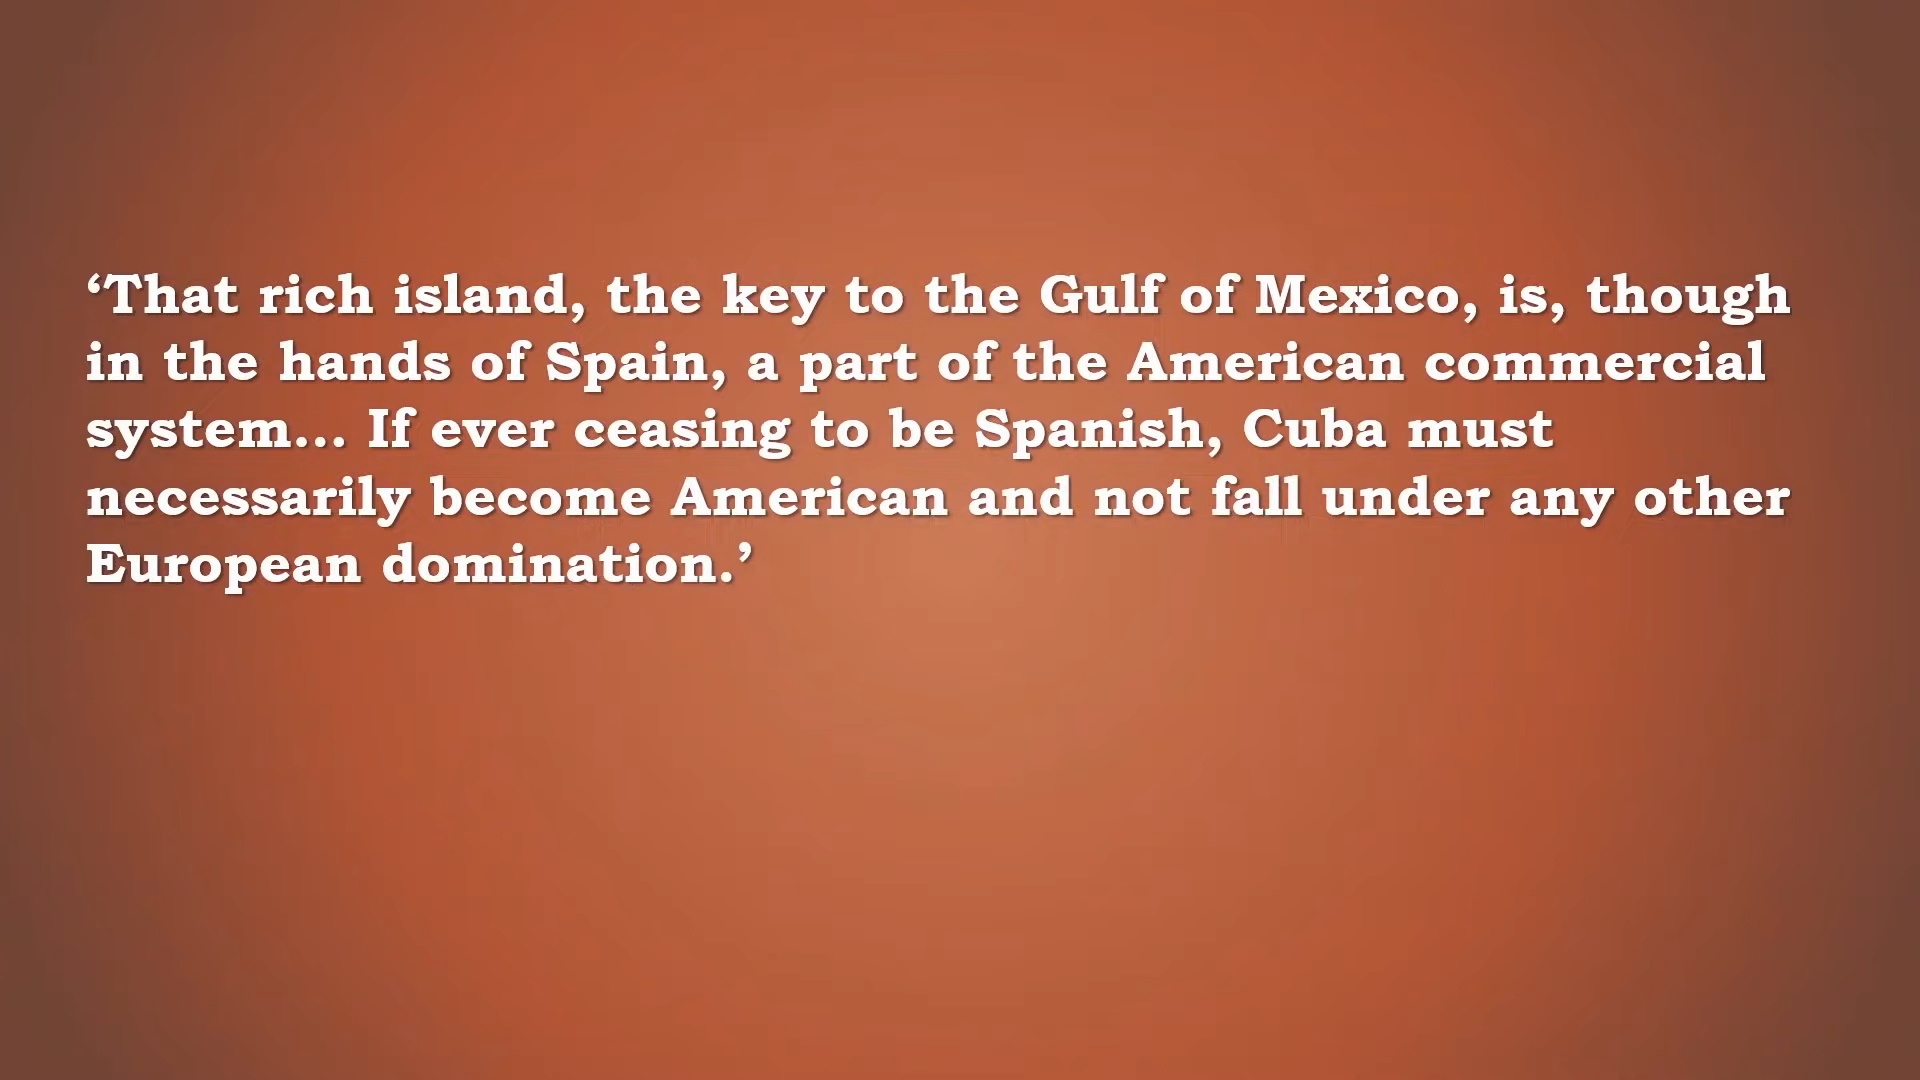 ‘That rich island, the key to the Gulf of Mexico, is, though
in the hands of Spain, a part of the American commercial
system… If ever ceasing to be Spanish, Cuba must
necessarily become American and not fall under any other
European domination.’